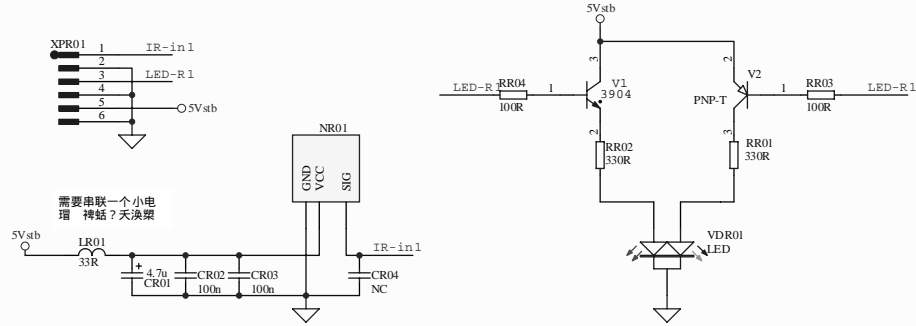 XPR01
1
IR-in1
2
3
LED-R1
4
5
5Vstb
6
NR01
GND
VCC
SIG
需要串联一个小电
瑁 裨蛞？天涣槊
5Vstb
LR01
33R
4.7u
CR01
CR02
100n
CR03
100n
IR-in1
CR04
NC
5Vstb
3
V1
3904
LED-R1
RR04
100R
1
2
RR02
330R
2
V2
PNP-T
1
RR03
100R
LED-R1
3
RR01
330R
VDR01
LED